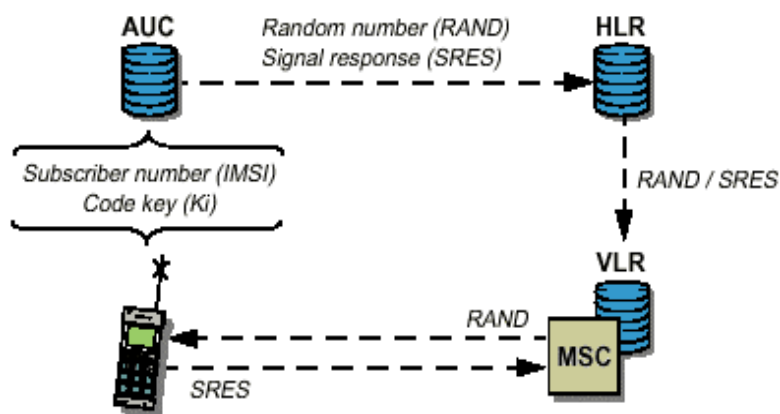 AUC
Random number (RAND)
Signal response (SRES)
HLR
Subscriber number (IMSI)
Code key (Ki)
RAND / SRES
VLR
RAND
MSC
SRES